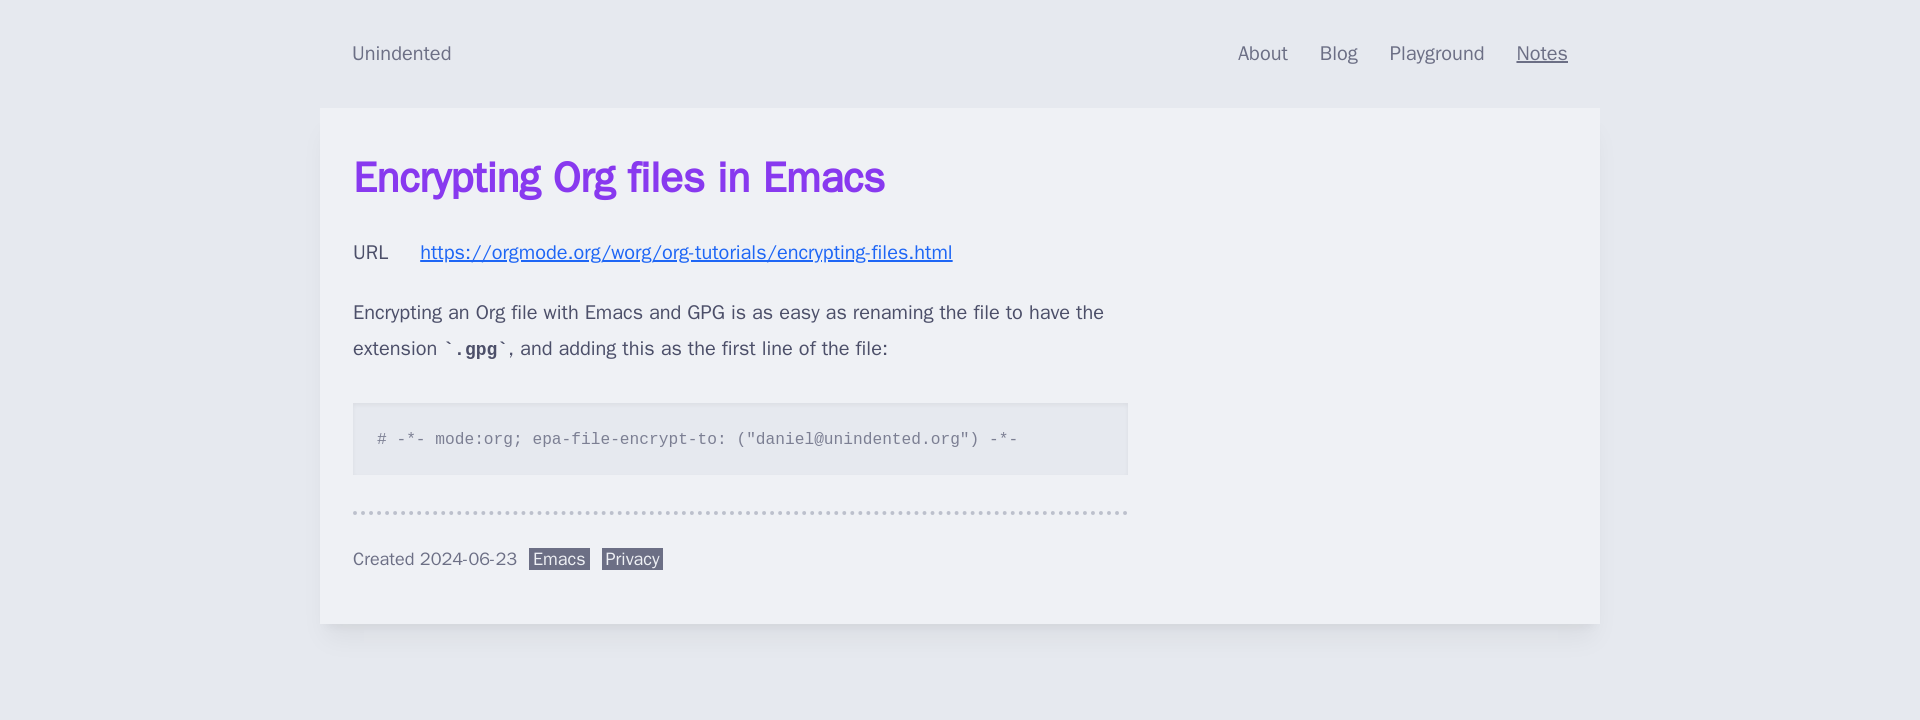 Unindented
About Blog Playground Notes
Encrypting Org files in Emacs
URL https://orgmode.org/worg/org-tutorials/encrypting-files.html
Encrypting an Org file with Emacs and GPG is as easy as renaming the file to have the
extension `.gpg`, and adding this as the first line of the file:
# -*- mode:org; epa-file-encrypt-to: ("daniel@unindented.org") -*-
Created 2024-06-23 Emacs Privacy